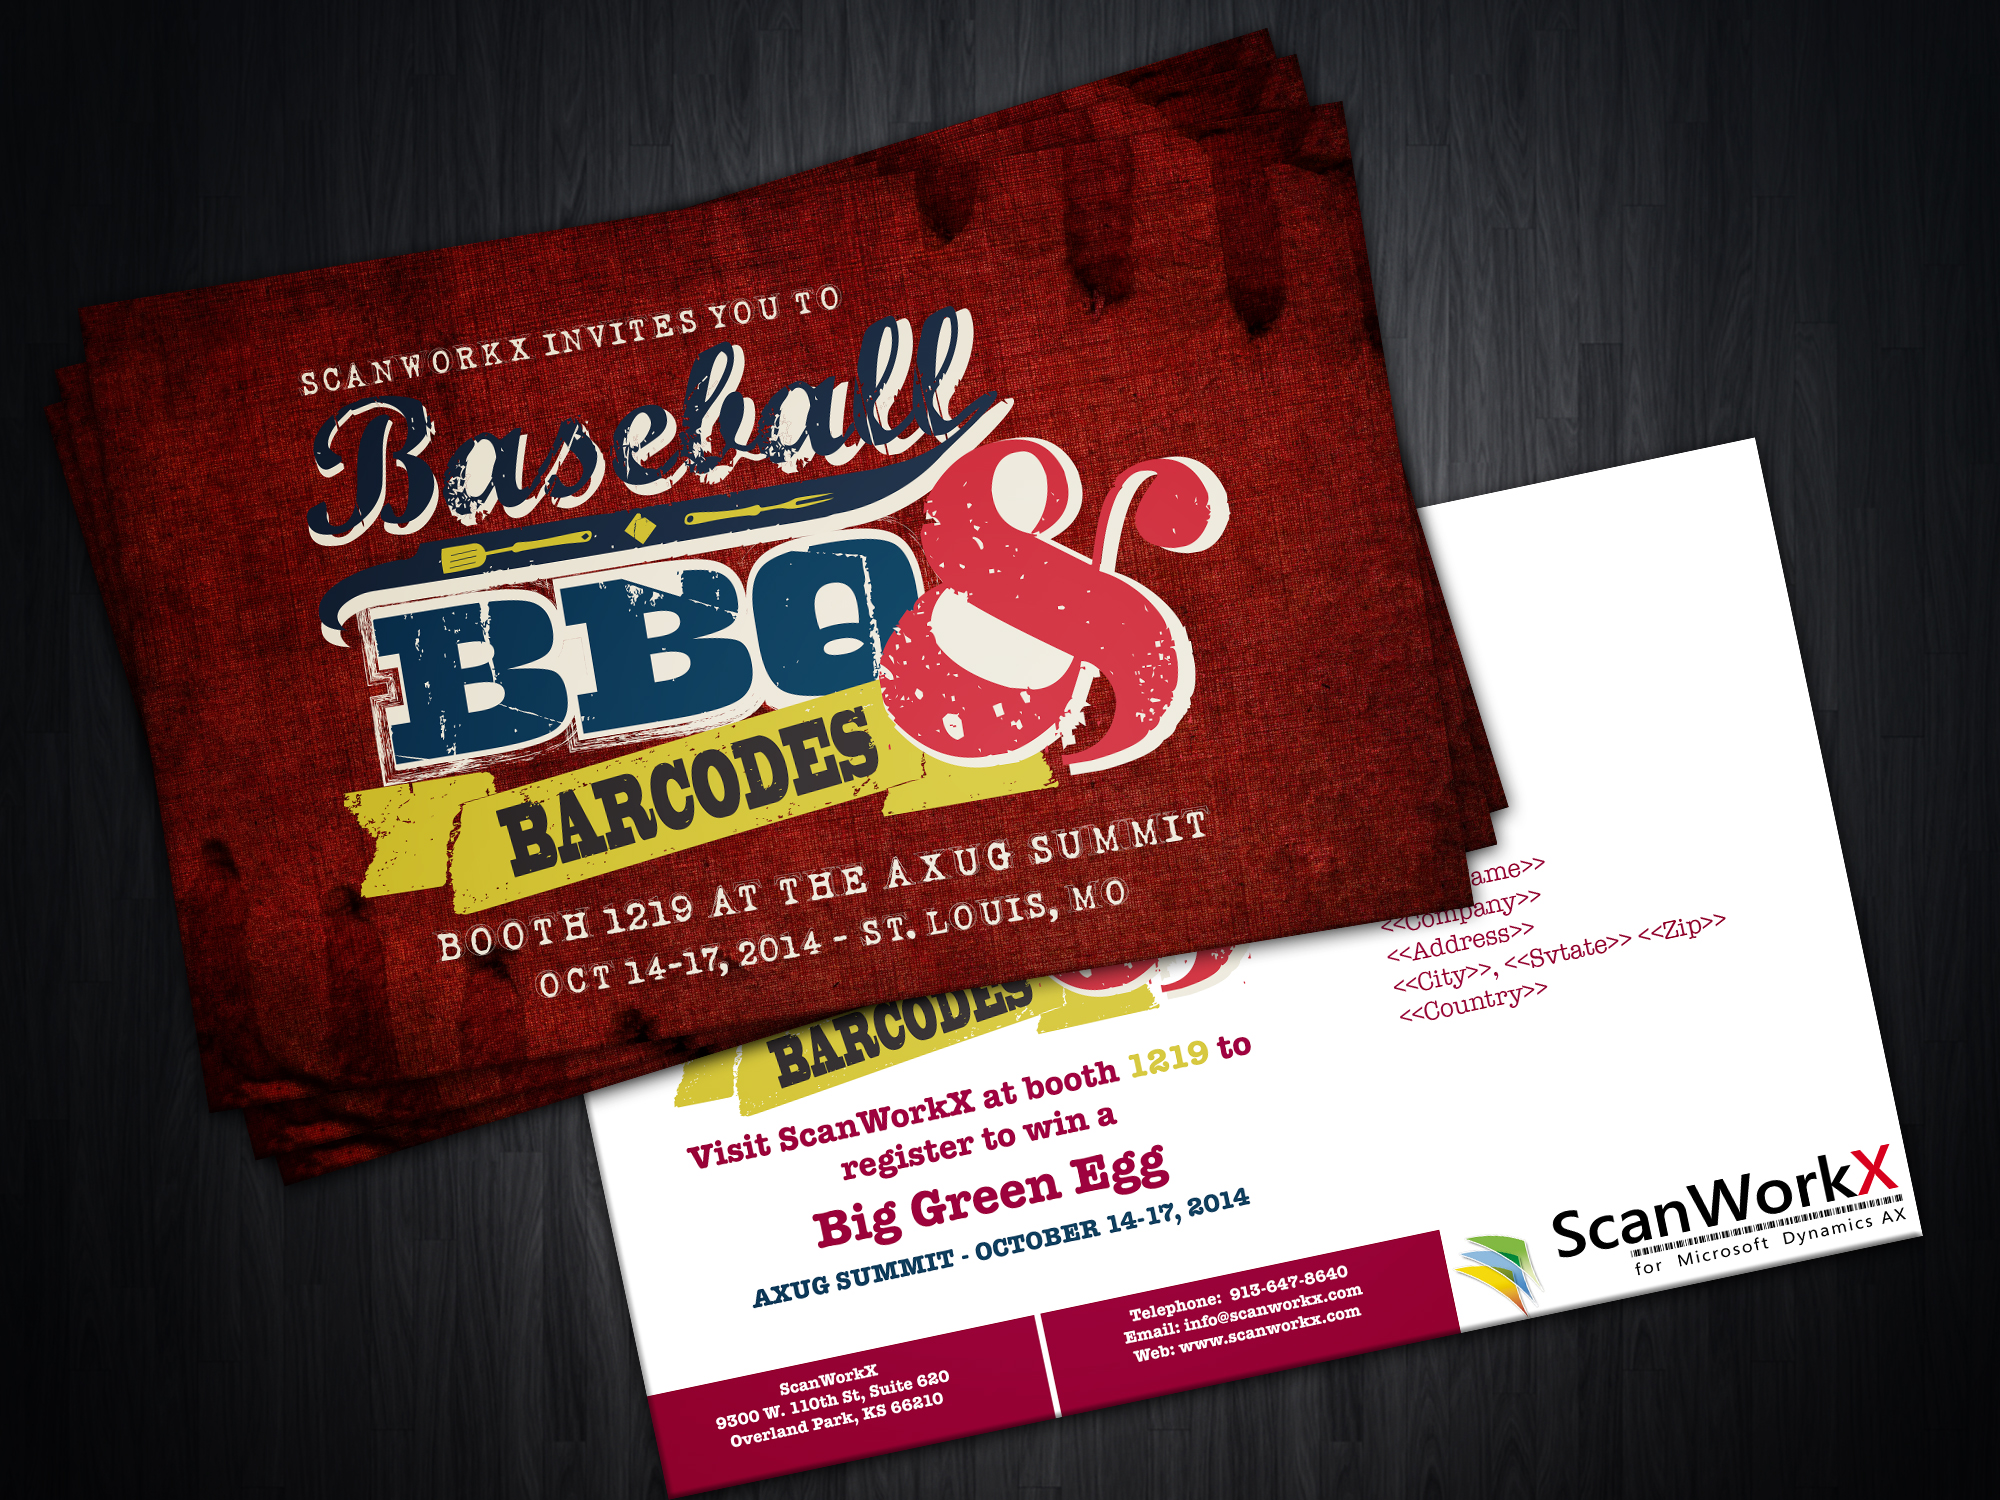 SCANWORKX INVITES YOU TO
Baseball
BBQ &
BARCODES
BOOTH 1219 AT THE AXUG SUMMIT
OCT 14-17, 2014 - ST. LOUIS, MO
BARCODES
Visit ScanWorkX at booth 1219 to
register to win a
Big Green Egg
AXUG SUMMIT - OCTOBER 14-17, 2014
ScanWorkX
9300 W. 110th St, Suite 620
Overland Park, KS 66210
Telephone: 913-647-8640
Email: info@scanworkx.com
Web: www.scanworkx.com
ame>>
<<Company>>
<<Address>>
<<City>>, <<Svtate>> <<Zip>>
<<Country>>
ScanWorkX
for Microsoft Dynamics AX